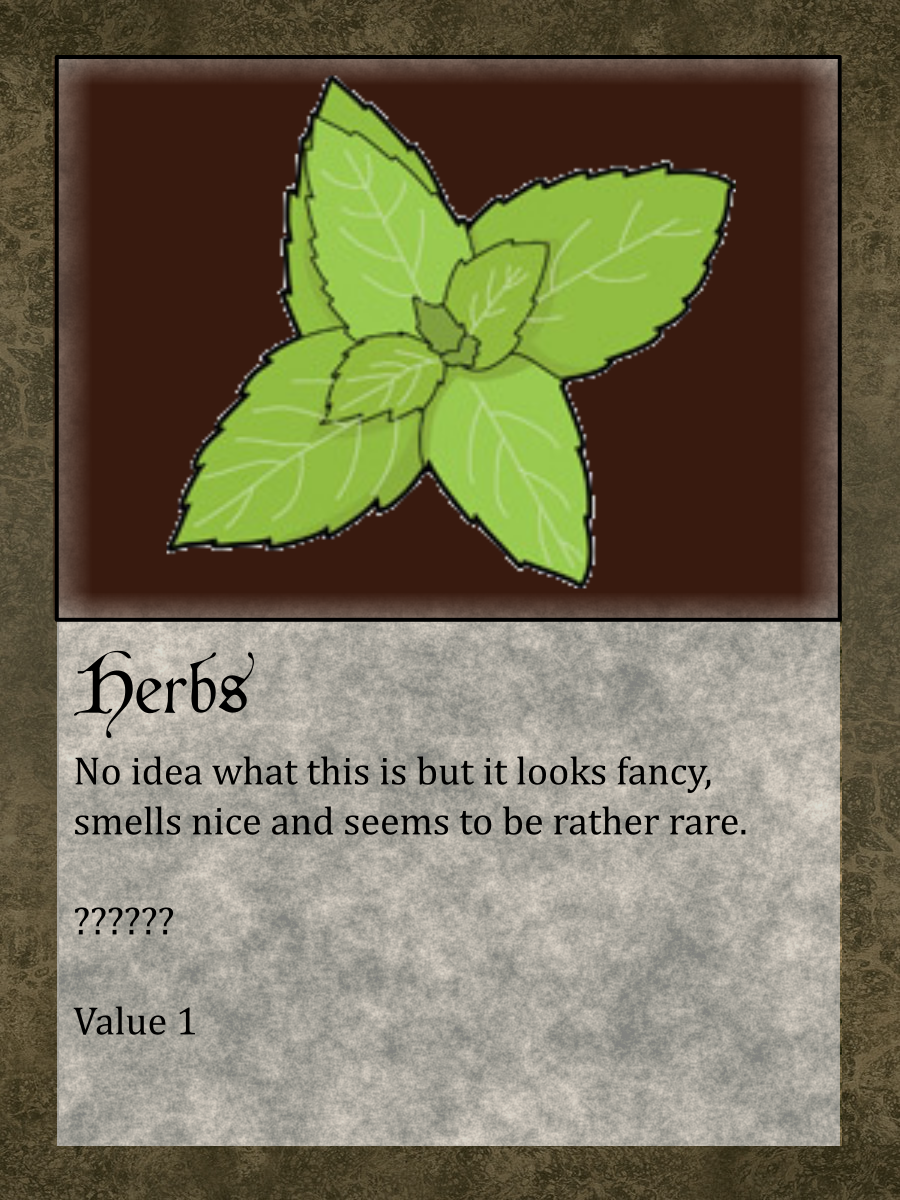 Herbs
No idea what this is but it looks fancy,
smells nice and seems to be rather rare.
??????
Value 1